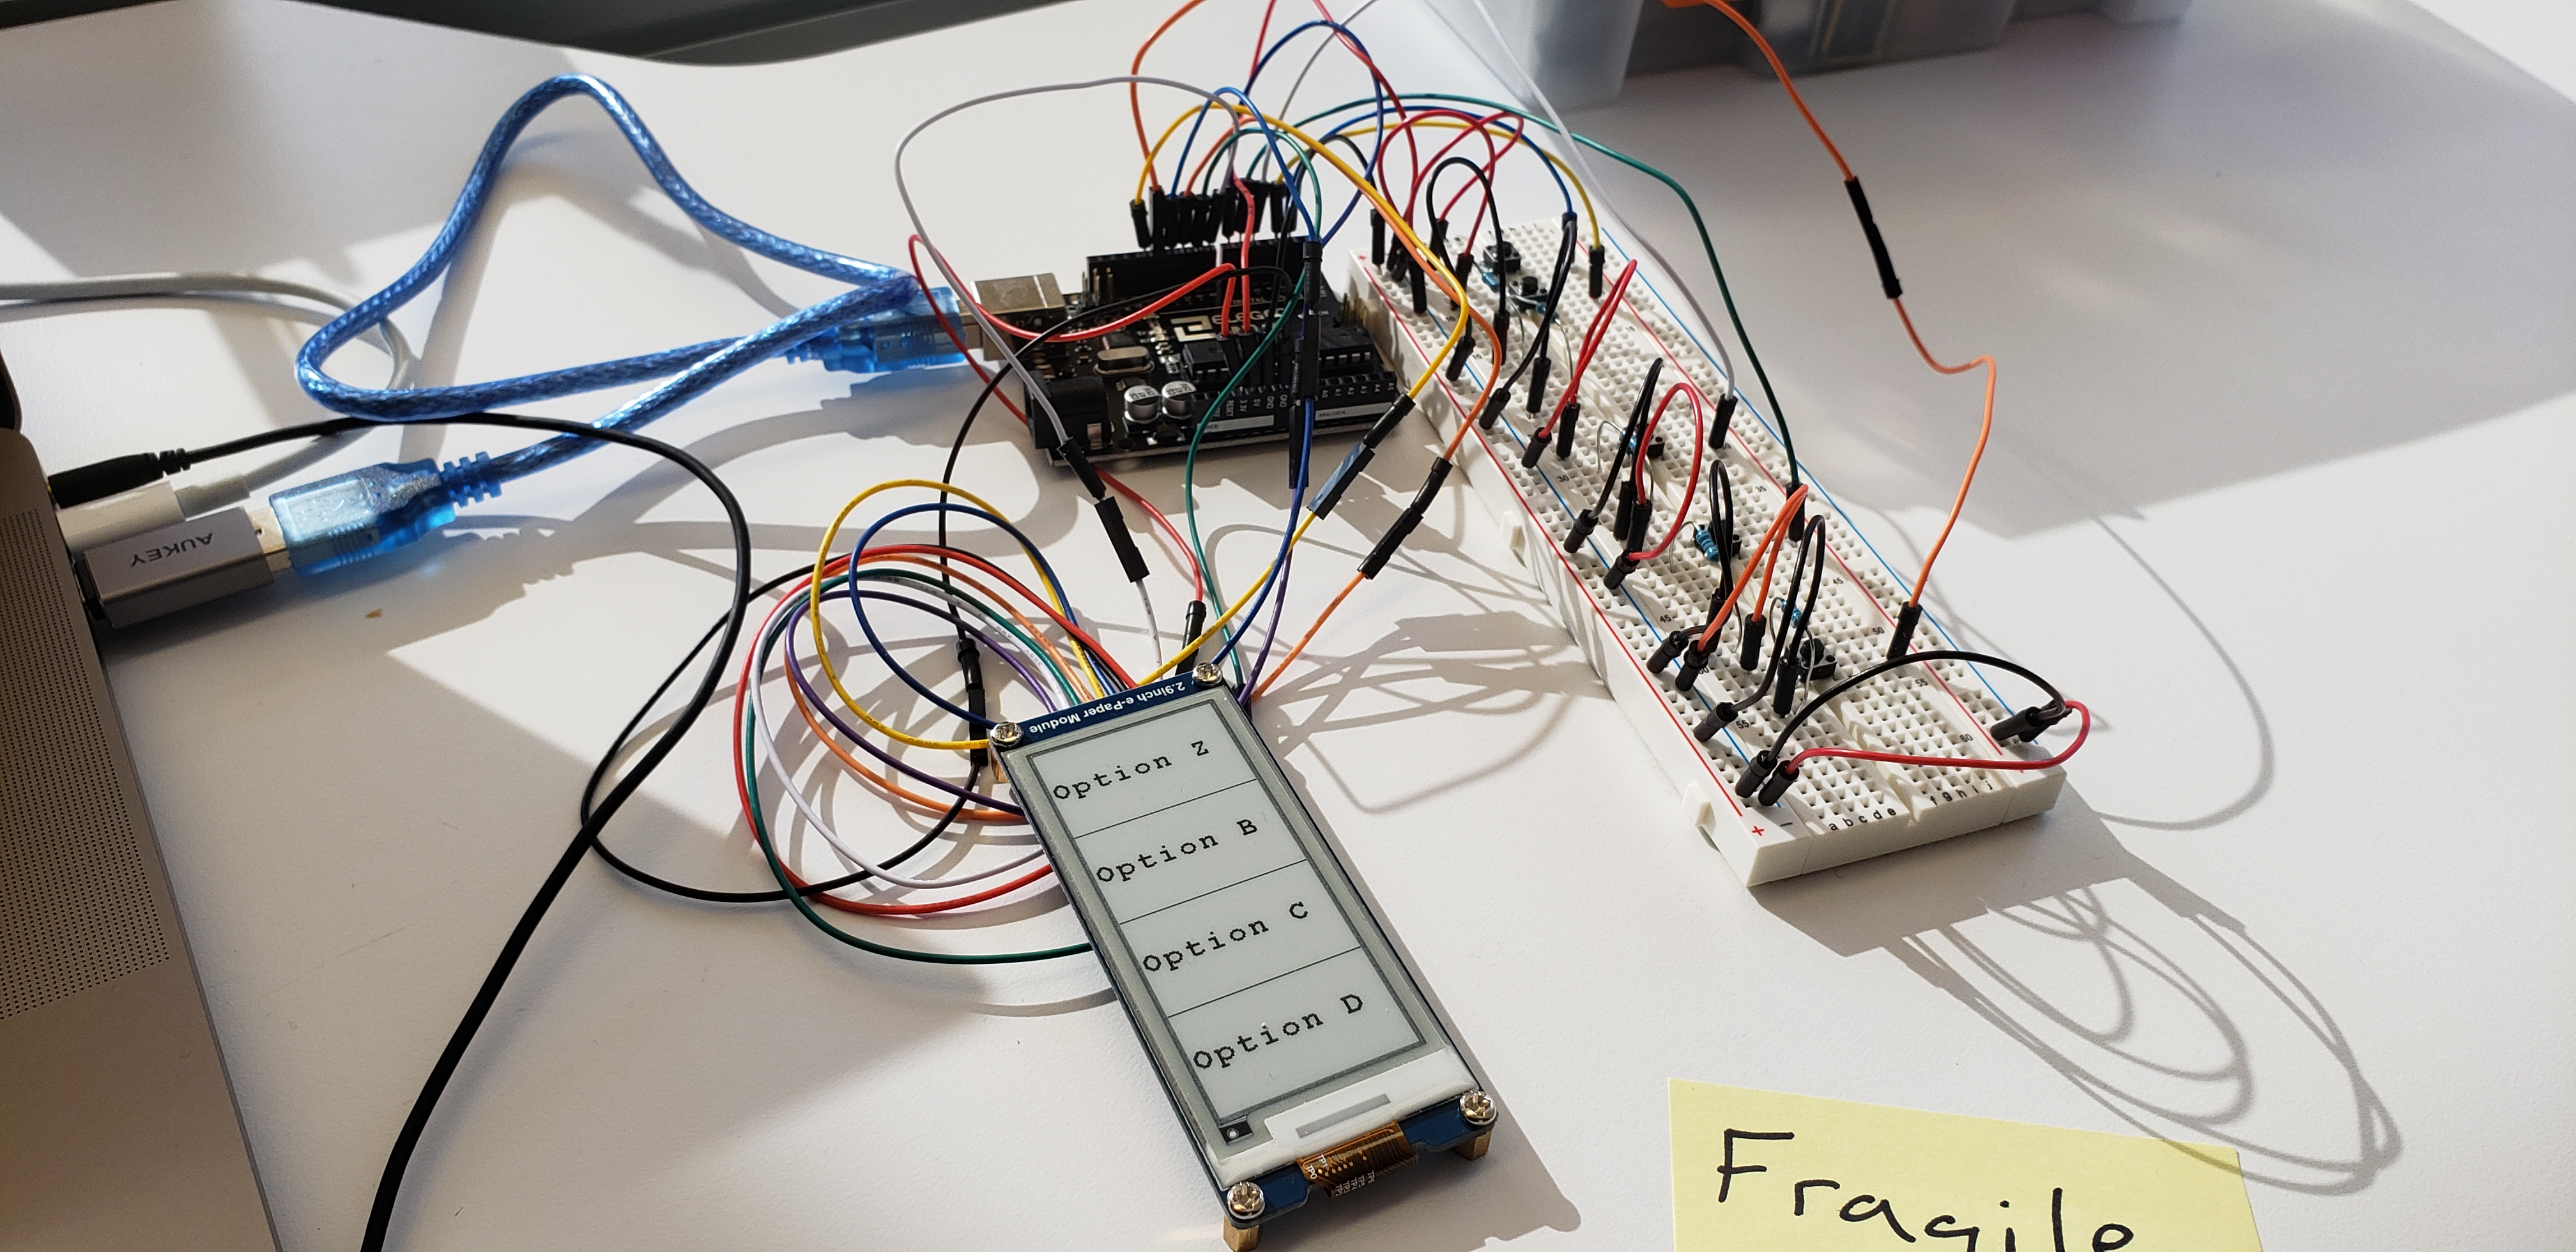 AUKEY
2.9inch e-Paper Module
Option Z
Option B
Option C
Option D
Fragile